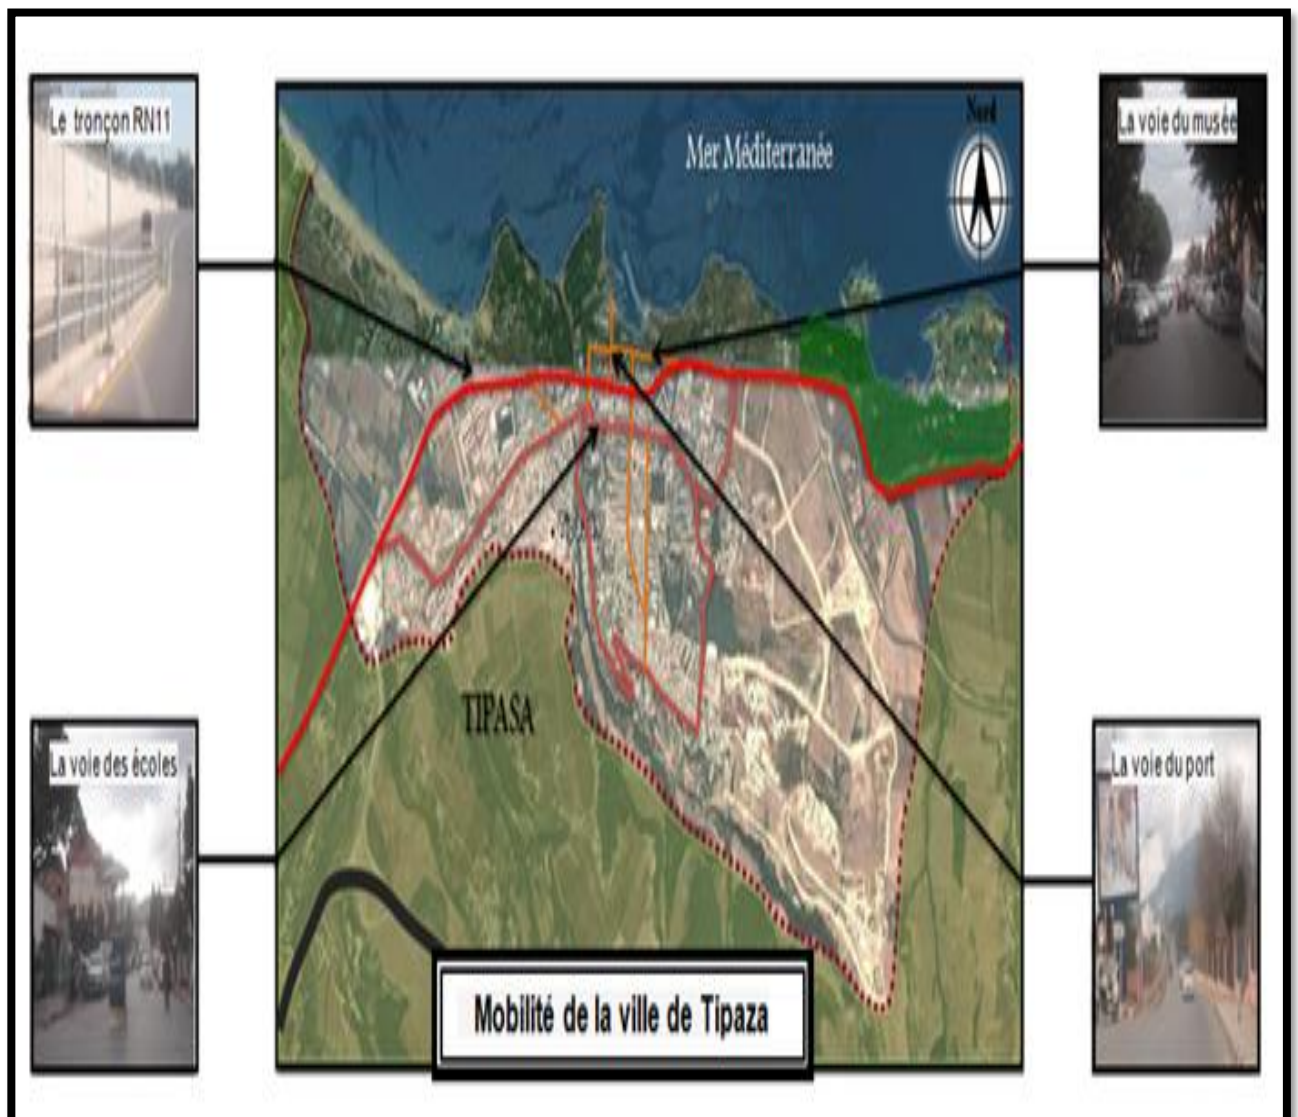 Le tronçon RN11
Nord
La voie du musée
Mer Méditerranée
TIPASA
La voie des écoles
La voie du port
Mobilité de la ville de Tipaza